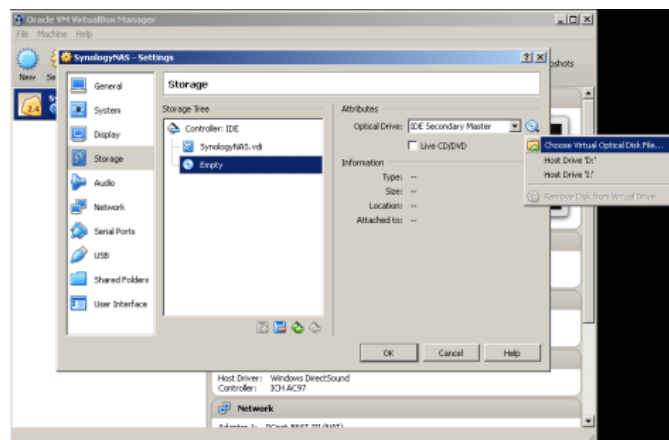 Oracle VM VirtualBox Manager
File Machine Help
New
pshots
SynologyNAS - Settings
General
System
Display
Storage
Audio
Network
Serial Ports
USB
Shared Folders
User Interface
Storage
Storage Tree
Controller: IDE
SynologyNAS.vdi
Empty
Attributes
Optical Drive: IDE Secondary Master
Live CD/DVD
Information
Type: --
Size: --
Location: --
Attached to: --
Choose Virtual Optical Disk File...
Host Drive 'D:'
Remove Disk from Virtual Drive
OK Cancel Help
Host Driver: Windows DirectSound
Controller: ICH AC97
Network